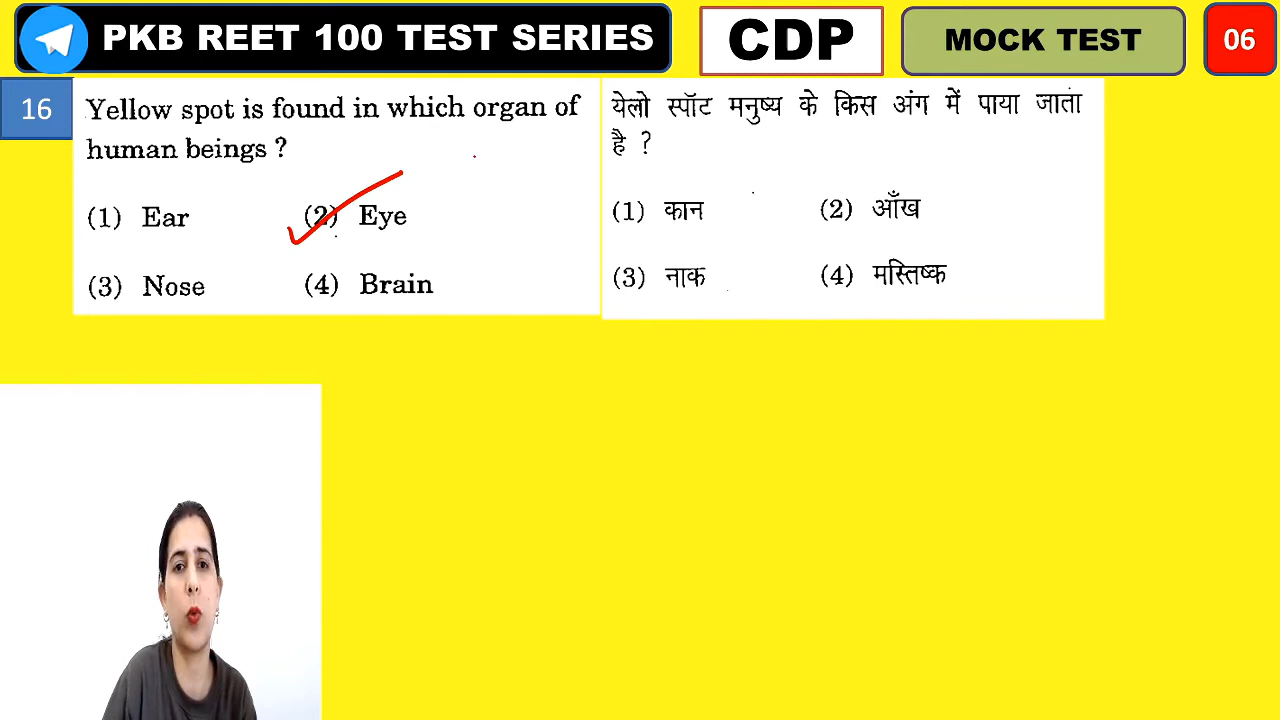 PKB REET 100 TEST SERIES
CDP
MOCK TEST
06
16
Yellow spot is found in which organ of
human beings ?
(1) Ear (2) Eye
(3) Nose (4) Brain
येलो स्पॉट मनुष्य के किस अंग में पाया जाता
है ?
(1) कान (2) आँख
(3) नाक (4) मस्तिष्क